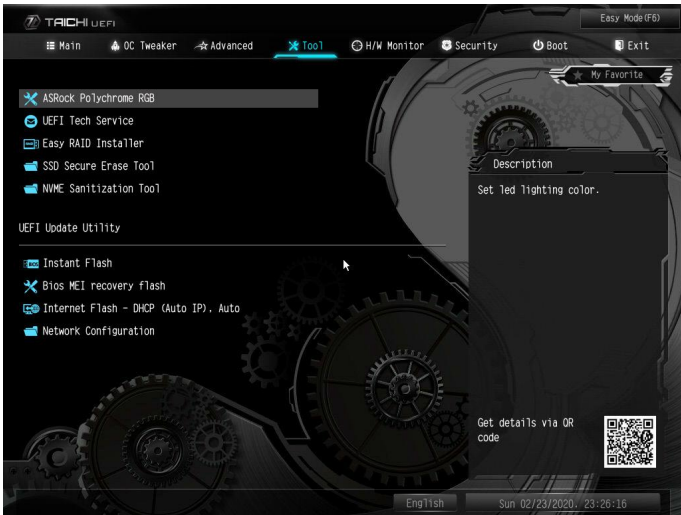 TAICHI UEFI
Easy Mode(F6)
Main OC Tweaker Advanced Tool H/W Monitor Security Boot Exit
My Favorite
ASRock Polychrome RGB
UEFI Tech Service
Easy RAID Installer
SSD Secure Erase Tool
NVME Sanitization Tool
UEFI Update Utility
BIOS Instant Flash
Bios MEI recovery flash
Internet Flash - DHCP (Auto IP), Auto
Network Configuration
Description
Set led lighting color.
Get details via QR
code
English
Sun 02/23/2020. 23:26:16